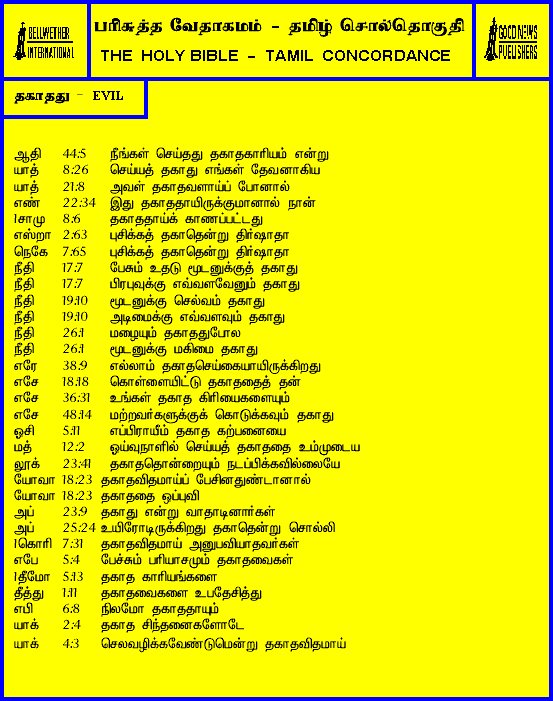 BELLWETHER
INTERNATIONAL
பரிசுத்த வேதாகமம் - தமிழ் சொல்தொகுதி
THE HOLY BIBLE - TAMIL CONCORDANCE
GOOD NEWS
PUBLISHERS
தகாதது - EVIL
ஆதி 44:5 நீங்கள் செய்தது தகாதகாரியம் என்று
யாத் 8:26 செய்யத் தகாது எங்கள் தேவனாகிய
யாத் 21:8 அவள் தகாதவளாய்ப் போனால்
எண் 22:34 இது தகாததாயிருக்குமானால் நான்
1சாமு 8:6 தகாததாய்க் காணப்பட்டது
எஸ்றா 2:63 புசிக்கத் தகாதென்று திர்ஷாதா
நெகே 7:65 புசிக்கத் தகாதென்று திர்ஷாதா
நீதி 17:7 பேசும் உதடு மூடனுக்குத் தகாது
நீதி 17:7 பிரபுவுக்கு எவ்வளவேனும் தகாது
நீதி 19:10 மூடனுக்கு செல்வம் தகாது
நீதி 19:10 அடிமைக்கு எவ்வளவும் தகாது
நீதி 26:1 மழையும் தகாததுபோல
நீதி 26:1 மூடனுக்கு மகிமை தகாது
எரே 38:9 எல்லாம் தகாதசெய்கையாயிருக்கிறது
எசே 18:18 கொள்ளையிட்டு தகாததைத் தன்
எசே 36:31 உங்கள் தகாத கிரியைகளையும்
எசே 48:14 மற்றவர்களுக்குக் கொடுக்கவும் தகாது
ஓசி 5:11 எப்பிராயீம் தகாத கற்பனையை
மத் 12:2 ஓய்வுநாளில் செய்யத் தகாததை உம்முடைய
லூக் 23:41 தகாததொன்றையும் நடப்பிக்கவில்லையே
யோவா 18:23 தகாதவிதமாய்ப் பேசினதுண்டானால்
யோவா 18:23 தகாததை ஒப்புவி
அப் 23:9 தகாது என்று வாதாடினார்கள்
அப் 25:24 உயிரோடிருக்கிறது தகாதென்று சொல்லி
1கொரி 7:31 தகாதவிதமாய் அனுபவியாதவர்கள்
எபே 5:4 பேச்சும் பரியாசமும் தகாதவைகள்
1தீமோ 5:13 தகாத காரியங்களை
தீத்து 1:11 தகாதவைகளை உபதேசித்து
எபி 6:8 நிலமோ தகாததாயும்
யாக் 2:4 தகாத சிந்தனைகளோடே
யாக் 4:3 செலவழிக்கவேண்டுமென்று தகாதவிதமாய்